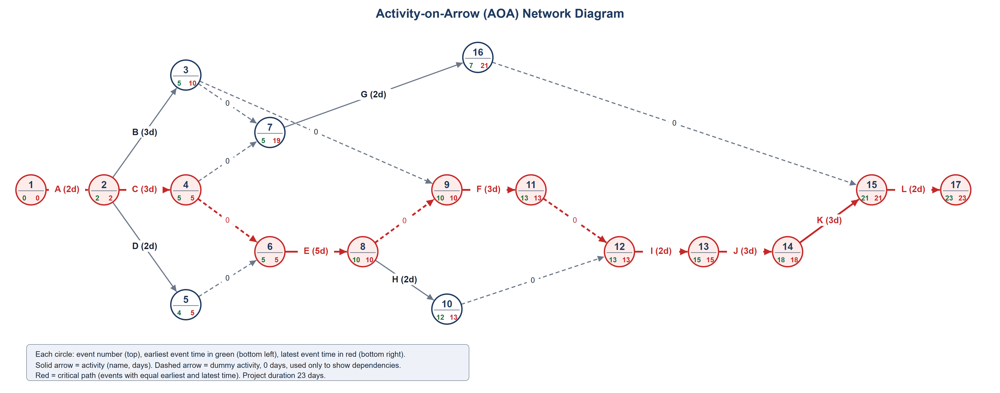 Activity-on-Arrow (AOA) Network Diagram
16
7 21
3
5 10
G (2d)
0
0
7
5 19
0
B (3d)
0
1
0 0
A (2d)
2
2 2
C (3d)
4
5 5
9
10 10
F (3d)
11
13 13
15
21 21
L (2d)
17
23 23
0
0
0
K (3d)
D (2d)
6
5 5
E (5d)
8
10 10
12
13 13
I (2d)
13
15 15
J (3d)
14
18 18
0
H (2d)
0
5
4 5
10
12 13
Each circle: event number (top), earliest event time in green (bottom left), latest event time in red (bottom right).
Solid arrow = activity (name, days). Dashed arrow = dummy activity, 0 days, used only to show dependencies.
Red = critical path (events with equal earliest and latest time). Project duration 23 days.